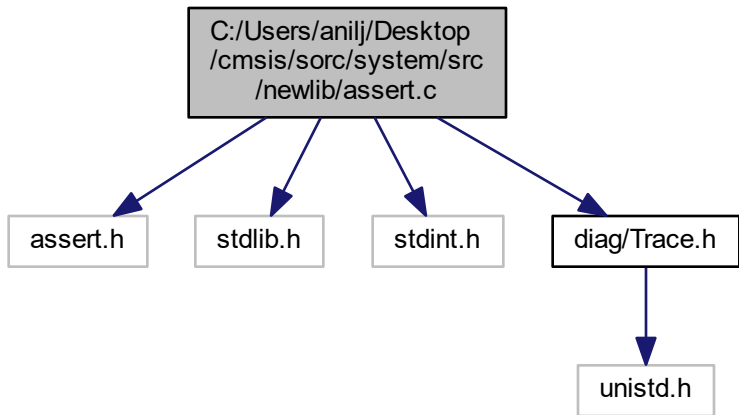 C:/Users/anilj/Desktop
/cmsis/sorc/system/src
/newlib/assert.c
assert.h
stdlib.h
stdint.h
diag/Trace.h
unistd.h